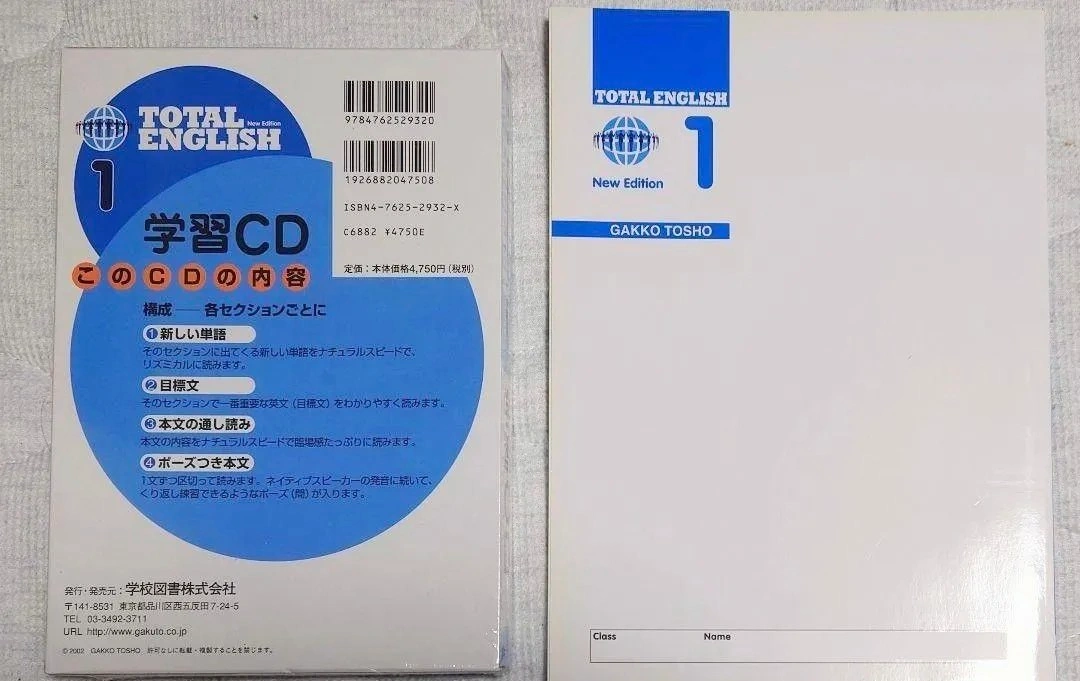 TOTAL
ENGLISH New Edition
1
9784762529320
1926882047508
ISBN4-7625-2932-X
C6882 ¥4750E
定価：本体価格4,750円（税別）
学習CD
このCDの内容
構成 ── 各セクションごとに
1 新しい単語
そのセクションに出てくる新しい単語をナチュラルスピードで、
リズミカルに読みます。
2 目標文
そのセクションで一番重要な英文（目標文）をわかりやすく読みます。
3 本文の通し読み
本文の内容をナチュラルスピードで臨場感たっぷりに読みます。
4 ポーズつき本文
1文ずつ区切って読みます。ネイティブスピーカーの発音に続いて、
くり返し練習できるようなポーズ（間）が入ります。
発行・発売元：学校図書株式会社
〒141-8531 東京都品川区西五反田7-24-5
TEL 03-3492-3711
URL http://www.gakuto.co.jp
© 2002 GAKKO TOSHO 許可なしに転載・複製することを禁じます。
TOTAL ENGLISH
New Edition
1
GAKKO TOSHO
Class Name